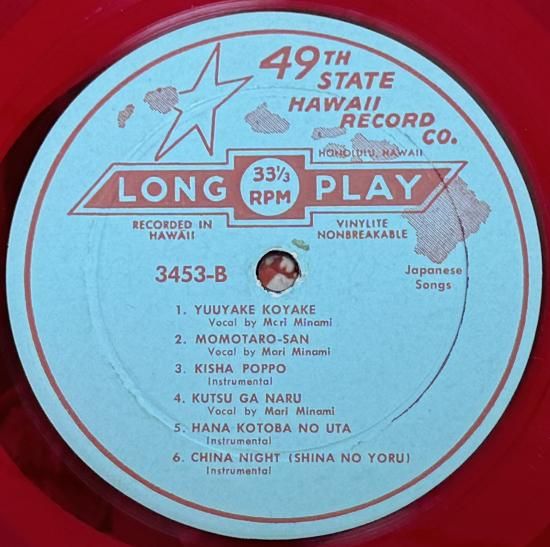 49TH
STATE
HAWAII
RECORD
CO.
HONOLULU, HAWAII
LONG 33⅓ RPM PLAY
RECORDED IN
HAWAII
VINYLITE
NONBREAKABLE
3453-B
Japanese
Songs
1. YUUYAKE KOYAKE
Vocal by Mari Minami
2. MOMOTARO-SAN
Vocal by Mari Minami
3. KISHA POPPO
Instrumental
4. KUTSU GA NARU
Vocal by Mari Minami
5. HANA KOTOBA NO UTA
Instrumental
6. CHINA NIGHT (SHINA NO YORU)
Instrumental